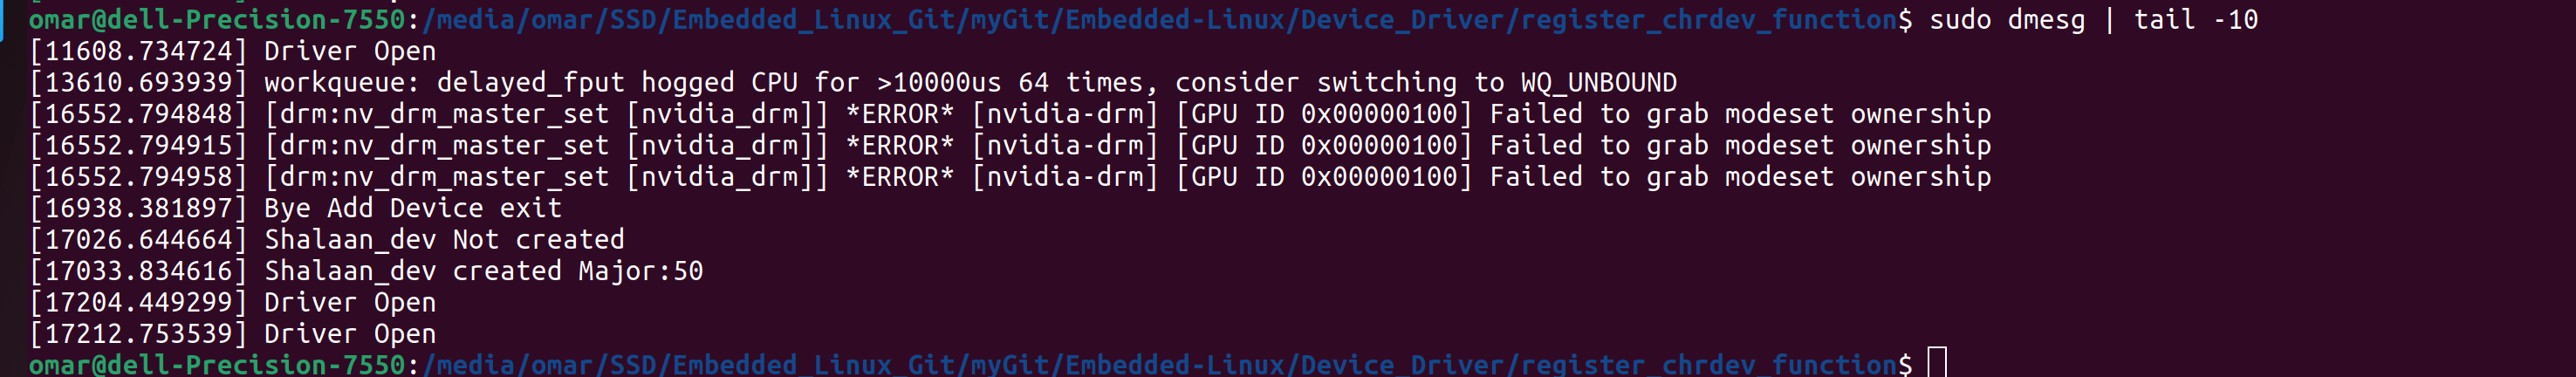 omar@dell-Precision-7550:/media/omar/SSD/Embedded_Linux_Git/myGit/Embedded-Linux/Device_Driver/register_chrdev_function$ sudo dmesg | tail -10
[11608.734724] Driver Open
[13610.693939] workqueue: delayed_fput hogged CPU for >10000us 64 times, consider switching to WQ_UNBOUND
[16552.794848] [drm:nv_drm_master_set [nvidia_drm]] *ERROR* [nvidia-drm] [GPU ID 0x00000100] Failed to grab modeset ownership
[16552.794915] [drm:nv_drm_master_set [nvidia_drm]] *ERROR* [nvidia-drm] [GPU ID 0x00000100] Failed to grab modeset ownership
[16552.794958] [drm:nv_drm_master_set [nvidia_drm]] *ERROR* [nvidia-drm] [GPU ID 0x00000100] Failed to grab modeset ownership
[16938.381897] Bye Add Device exit
[17026.644664] Shalaan_dev Not created
[17033.834616] Shalaan_dev created Major:50
[17204.449299] Driver Open
[17212.753539] Driver Open
omar@dell-Precision-7550:/media/omar/SSD/Embedded_Linux_Git/myGit/Embedded-Linux/Device_Driver/register_chrdev_function$